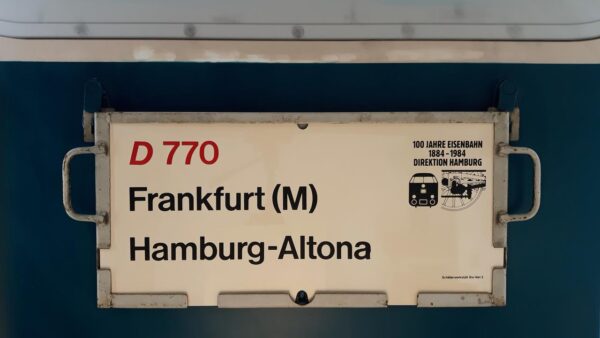 D 770
Frankfurt (M)
Hamburg-Altona
100 JAHRE EISENBAHN
1884-1984
DIREKTION HAMBURG